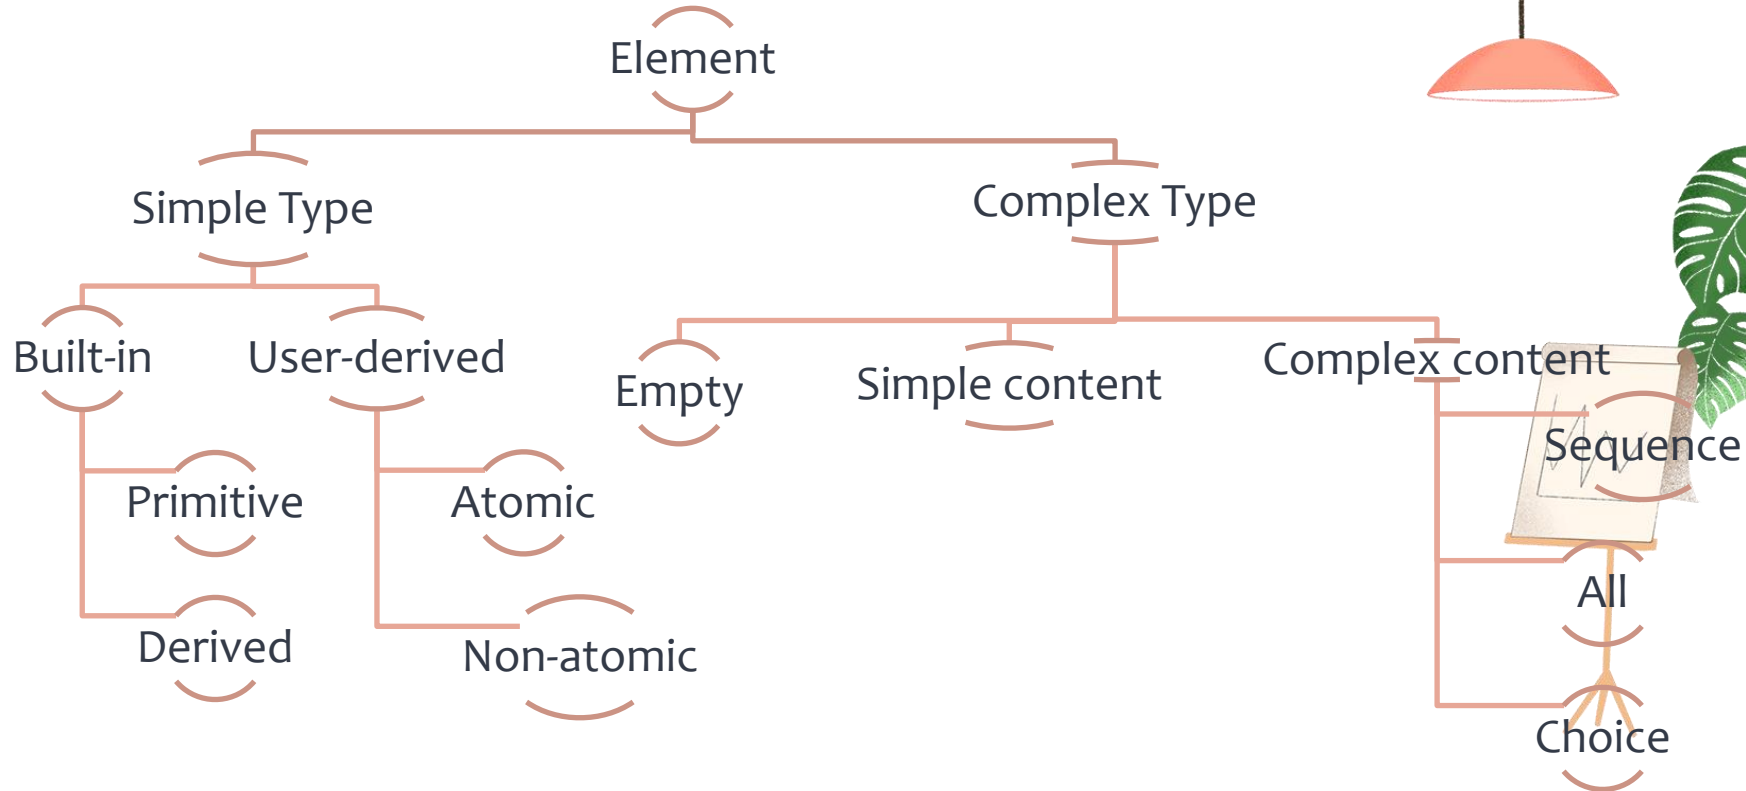 Element
Simple Type
Complex Type
Built-in
User-derived
Empty
Simple content
Complex content
Sequence
Primitive
Atomic
All
Derived
Non-atomic
Choice